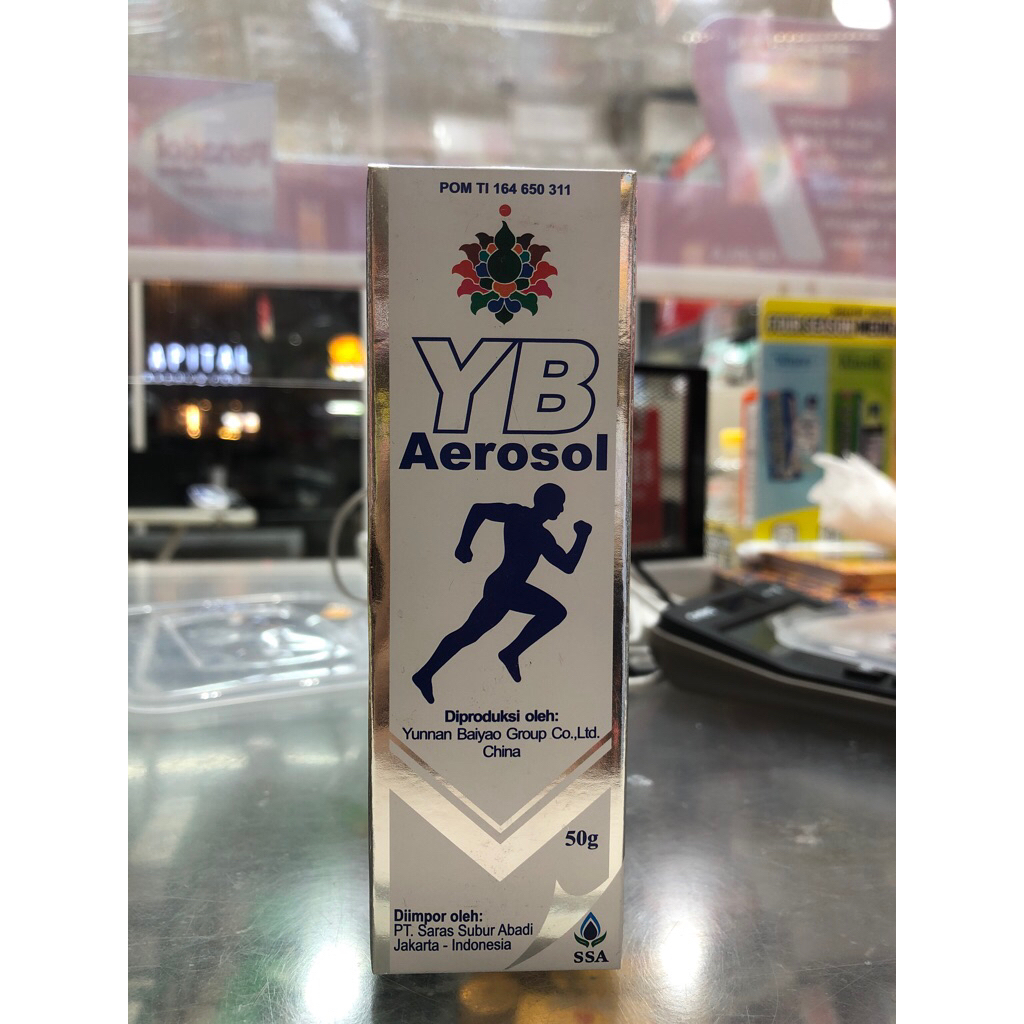 POM TI 164 650 311
YB
Aerosol
Diproduksi oleh:
Yunnan Baiyao Group Co.,Ltd.
China
50g
Diimpor oleh:
PT. Saras Subur Abadi
Jakarta - Indonesia
SSA
APITAL